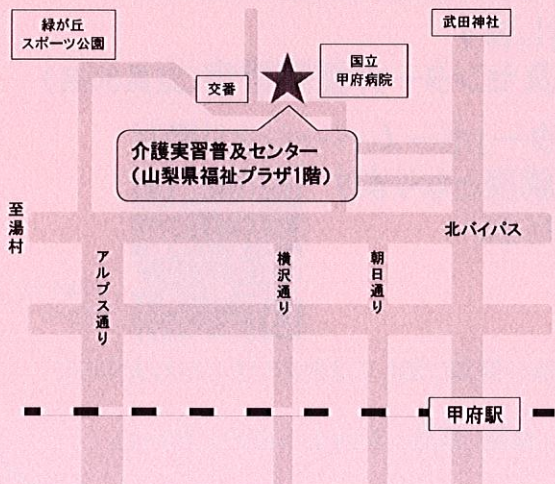 緑が丘
スポーツ公園
武田神社
国立
甲府病院
交番
介護実習普及センター
(山梨県福祉プラザ1階)
至湯村
北バイパス
アルプス通り
横沢通り
朝日通り
甲府駅